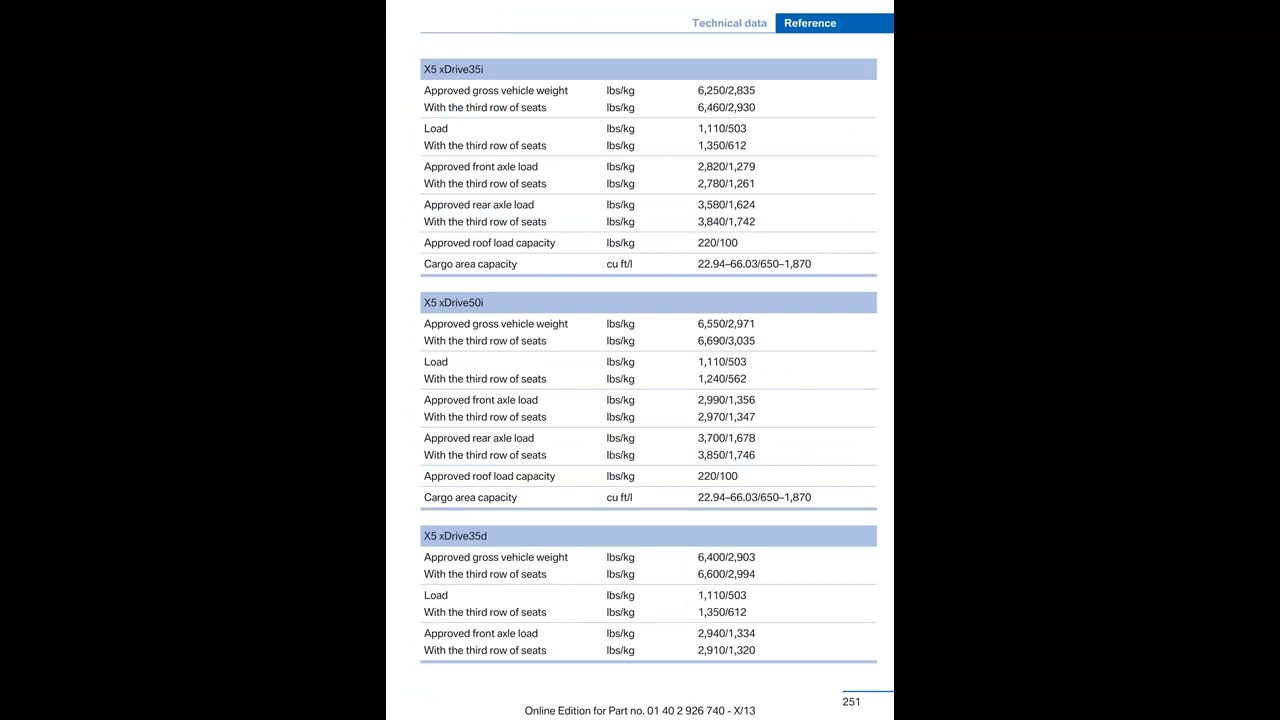 Technical data Reference
X5 xDrive35i
Approved gross vehicle weight lbs/kg 6,250/2,835
With the third row of seats lbs/kg 6,460/2,930
Load lbs/kg 1,110/503
With the third row of seats lbs/kg 1,350/612
Approved front axle load lbs/kg 2,820/1,279
With the third row of seats lbs/kg 2,780/1,261
Approved rear axle load lbs/kg 3,580/1,624
With the third row of seats lbs/kg 3,840/1,742
Approved roof load capacity lbs/kg 220/100
Cargo area capacity cu ft/l 22.94–66.03/650–1,870
X5 xDrive50i
Approved gross vehicle weight lbs/kg 6,550/2,971
With the third row of seats lbs/kg 6,690/3,035
Load lbs/kg 1,110/503
With the third row of seats lbs/kg 1,240/562
Approved front axle load lbs/kg 2,990/1,356
With the third row of seats lbs/kg 2,970/1,347
Approved rear axle load lbs/kg 3,700/1,678
With the third row of seats lbs/kg 3,850/1,746
Approved roof load capacity lbs/kg 220/100
Cargo area capacity cu ft/l 22.94–66.03/650–1,870
X5 xDrive35d
Approved gross vehicle weight lbs/kg 6,400/2,903
With the third row of seats lbs/kg 6,600/2,994
Load lbs/kg 1,110/503
With the third row of seats lbs/kg 1,350/612
Approved front axle load lbs/kg 2,940/1,334
With the third row of seats lbs/kg 2,910/1,320
251
Online Edition for Part no. 01 40 2 926 740 - X/13